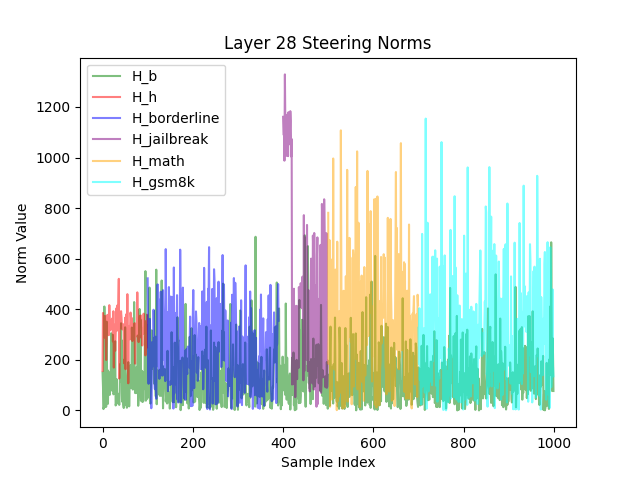 Layer 28 Steering Norms
H_b
H_h
H_borderline
H_jailbreak
H_math
H_gsm8k
1200
1000
800
600
400
200
0
Norm Value
0
200
400
600
800
1000
Sample Index